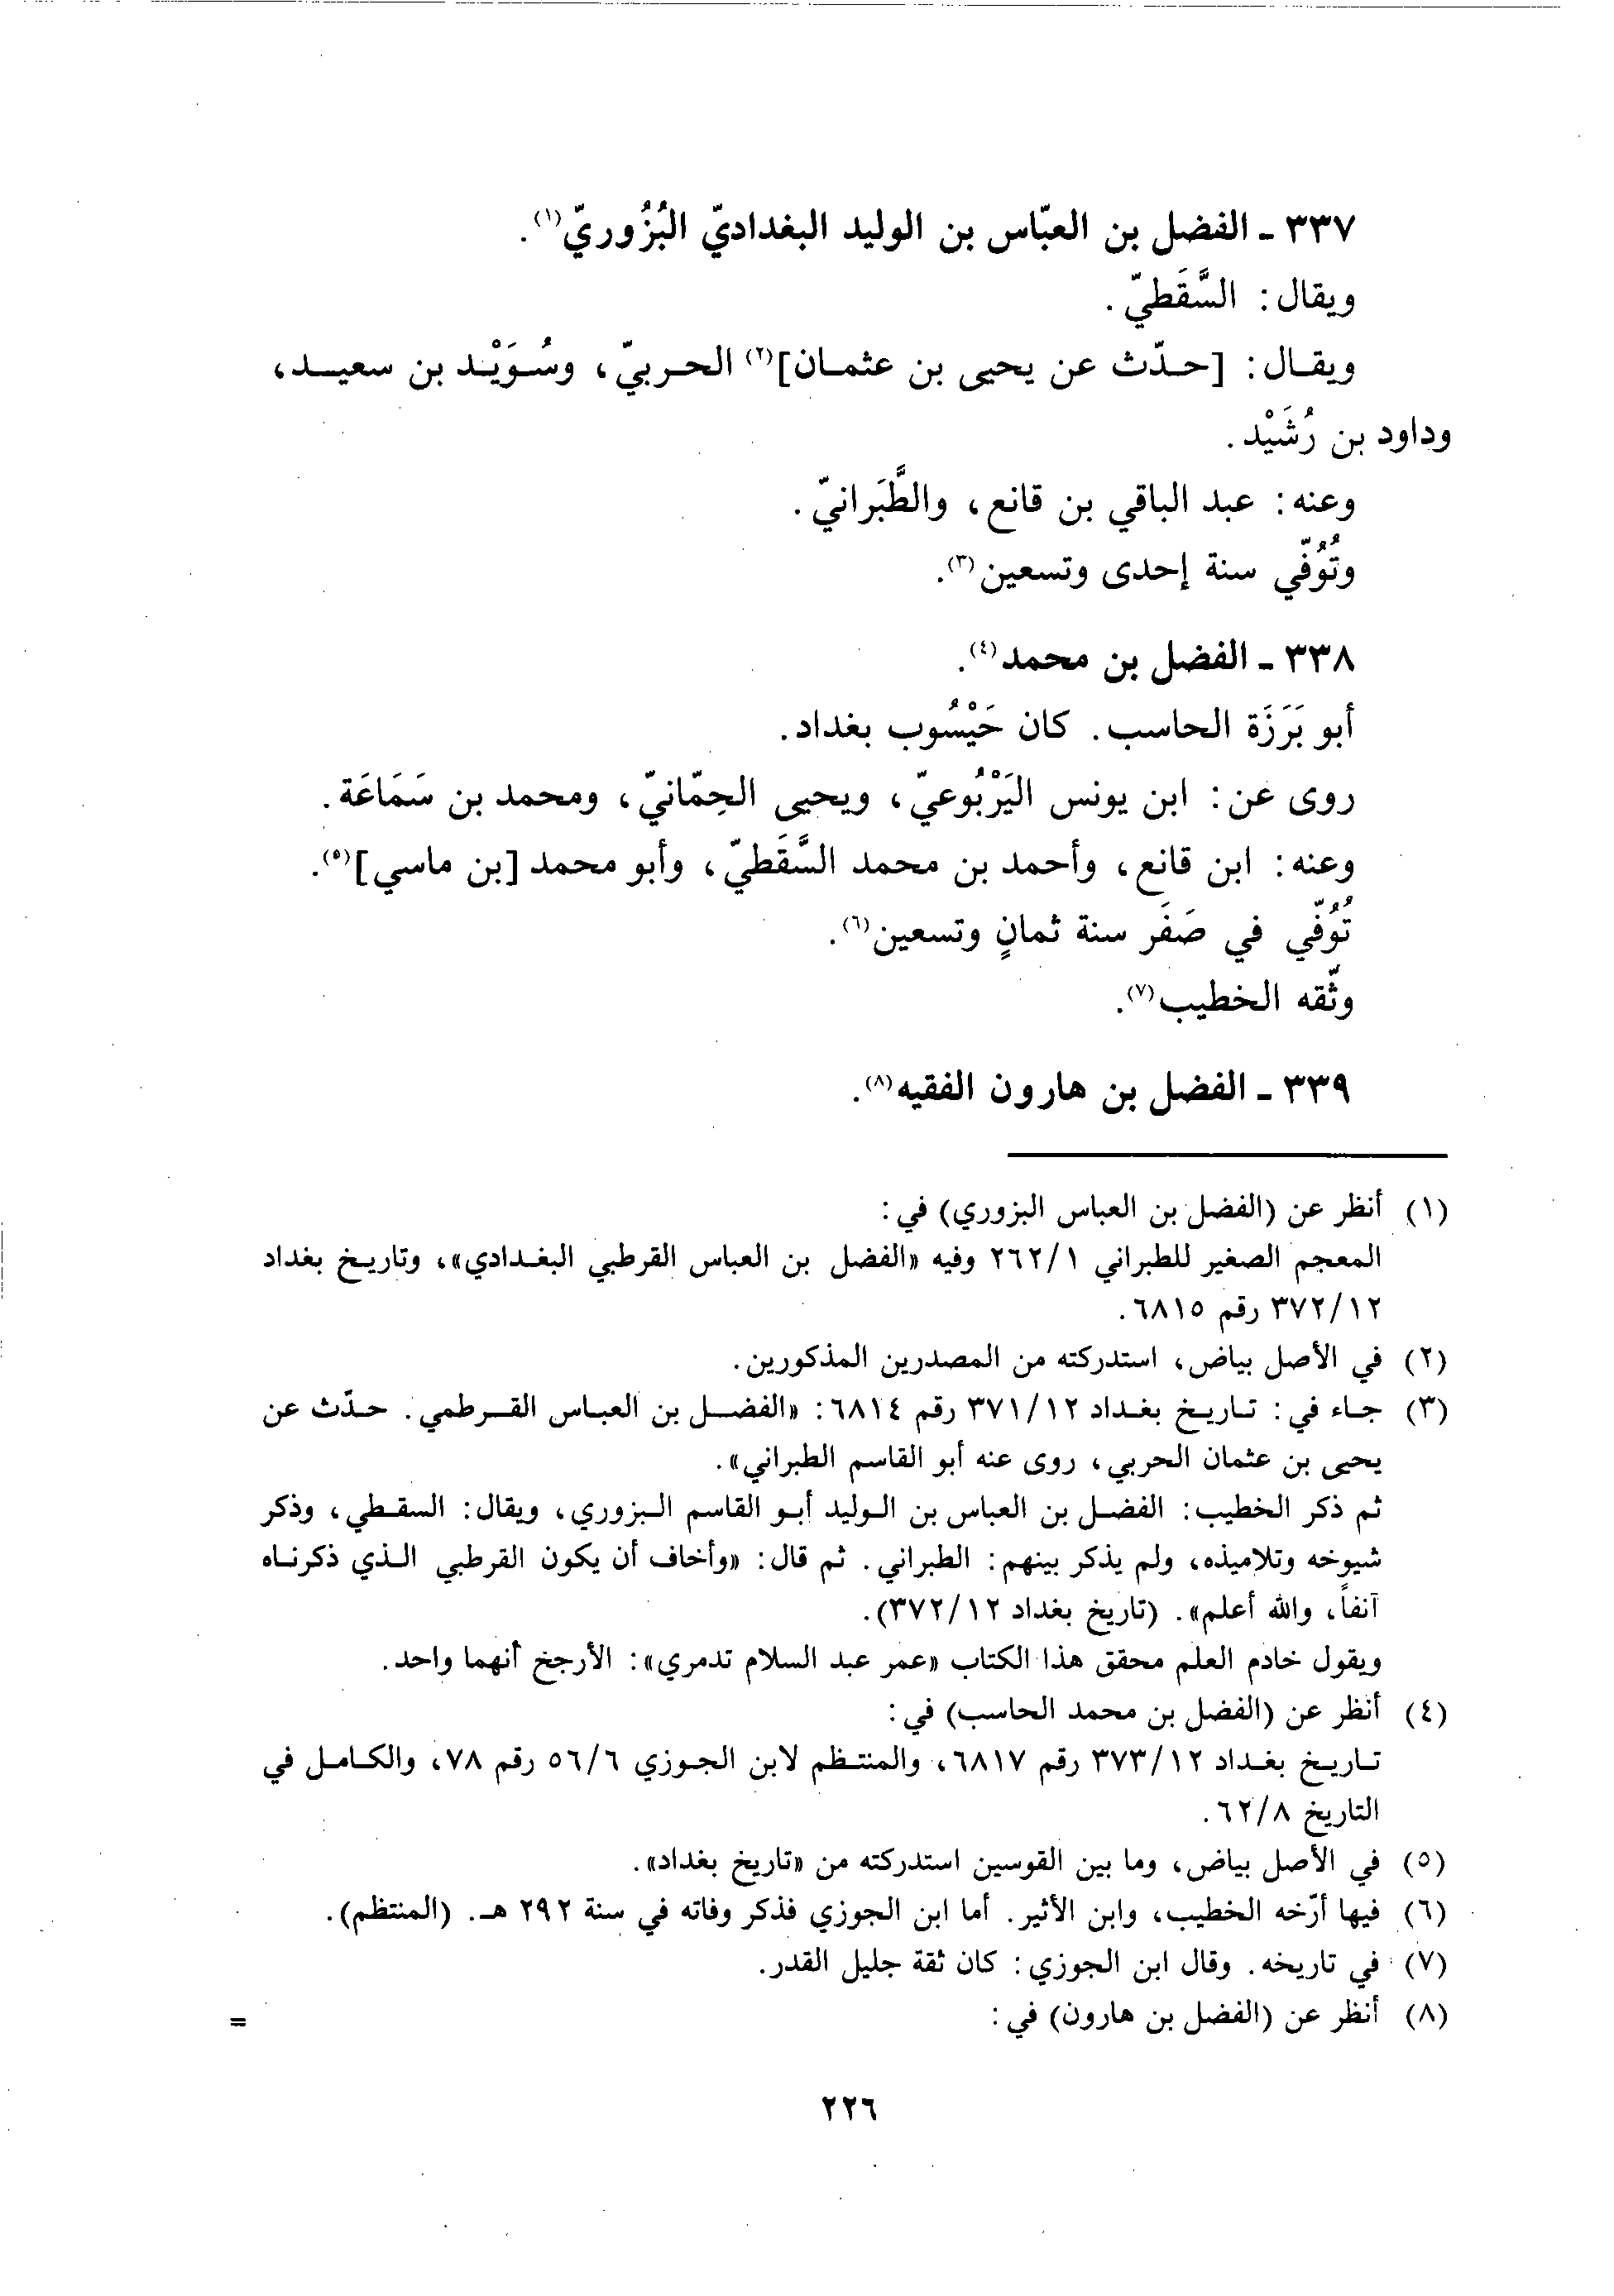 ٣٣٧ - الفضل بن العبّاس بن الوليد البغداديّ البُزُوريّ(١).
ويقال: السَّقَطيّ.
ويقال: [حدّث عن يحيى بن عثمان](٢) الحربيّ، وسُوَيْد بن سعيد،
وداود بن رُشَيْد.
وعنه: عبد الباقي بن قانع، والطَّبَرانيّ.
وتُوُفّي سنة إحدى وتسعين(٣).
٣٣٨ - الفضل بن محمد(٤).
أبو بَرَزَة الحاسب. كان حَيْسُوب بغداد.
روى عن: ابن يونس اليَرْبُوعيّ، ويحيى الحِمّانيّ، ومحمد بن سَمَاعَة.
وعنه: ابن قانع، وأحمد بن محمد السَّقَطيّ، وأبو محمد [بن ماسي](٥).
تُوُفّي في صَفَر سنة ثمانٍ وتسعين(٦).
وثّقه الخطيب(٧).
٣٣٩ - الفضل بن هارون الفقيه(٨).
(١) أنظر عن (الفضل بن العباس البزوري) في:
المعجم الصغير للطبراني ٢٦٢/١ وفيه «الفضل بن العباس القرطبي البغدادي»، وتاريخ بغداد
٣٧٢/١٢ رقم ٦٨١٥.
(٢) في الأصل بياض، استدركته من المصدرين المذكورين.
(٣) جاء في: تاريخ بغداد ٣٧١/١٢ رقم ٦٨١٤: «الفضل بن العباس القرطمي. حدّث عن
يحيى بن عثمان الحربي، روى عنه أبو القاسم الطبراني».
ثم ذكر الخطيب: الفضل بن العباس بن الوليد أبو القاسم البزوري، ويقال: السقطي، وذكر
شيوخه وتلاميذه، ولم يذكر بينهم: الطبراني. ثم قال: «وأخاف أن يكون القرطبي الذي ذكرناه
آنفاً، والله أعلم». (تاريخ بغداد ٣٧٢/١٢).
ويقول خادم العلم محقق هذا الكتاب «عمر عبد السلام تدمري»: الأرجخ أنهما واحد.
(٤) أنظر عن (الفضل بن محمد الحاسب) في:
تاريخ بغداد ٣٧٣/١٢ رقم ٦٨١٧، والمنتظم لابن الجوزي ٥٦/٦ رقم ٧٨، والكامل في
التاريخ ٦٢/٨.
(٥) في الأصل بياض، وما بين القوسين استدركته من «تاريخ بغداد».
(٦) فيها أرّخه الخطيب، وابن الأثير. أما ابن الجوزي فذكر وفاته في سنة ٢٩٢ هـ. (المنتظم).
(٧) في تاريخه. وقال ابن الجوزي: كان ثقة جليل القدر.
(٨) أنظر عن (الفضل بن هارون) في: =
٢٢٦